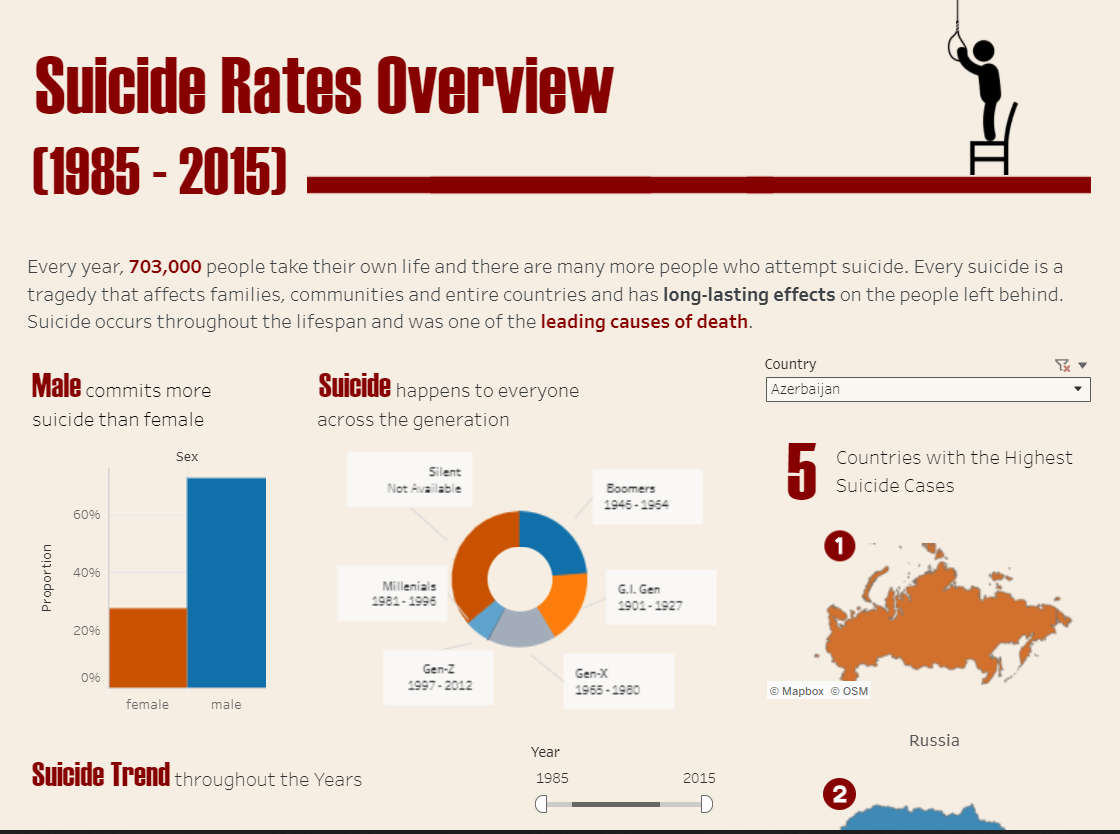 Suicide Rates Overview
(1985 - 2015)
Every year, 703,000 people take their own life and there are many more people who attempt suicide. Every suicide is a
tragedy that affects families, communities and entire countries and has long-lasting effects on the people left behind.
Suicide occurs throughout the lifespan and was one of the leading causes of death.
Male commits more
suicide than female
Sex
Proportion
60%
40%
20%
0%
female
male
Suicide happens to everyone
across the generation
Silent
Not Available
Boomers
1946 - 1964
Millenials
1981 - 1996
G.I. Gen
1901 - 1927
Gen-Z
1997 - 2012
Gen-X
1965 - 1980
Country
Azerbaijan
5
Countries with the Highest
Suicide Cases
1
© Mapbox © OSM
Russia
2
Suicide Trend throughout the Years
Year
1985
2015